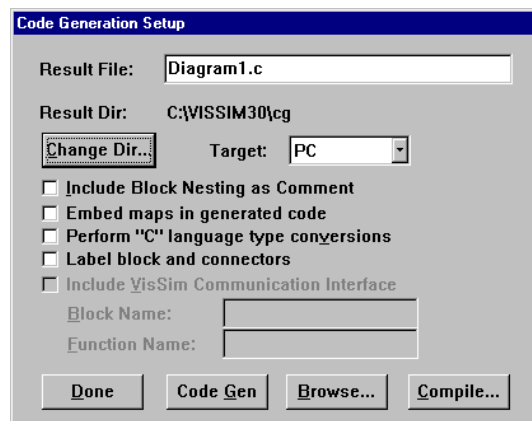 Code Generation Setup
Result File: Diagram1.c
Result Dir: C:\VISSIM30\cg
Change Dir... Target: PC
Include Block Nesting as Comment
Embed maps in generated code
Perform "C" language type conversions
Label block and connectors
Include VisSim Communication Interface
Block Name:
Function Name:
Done Code Gen Browse... Compile...